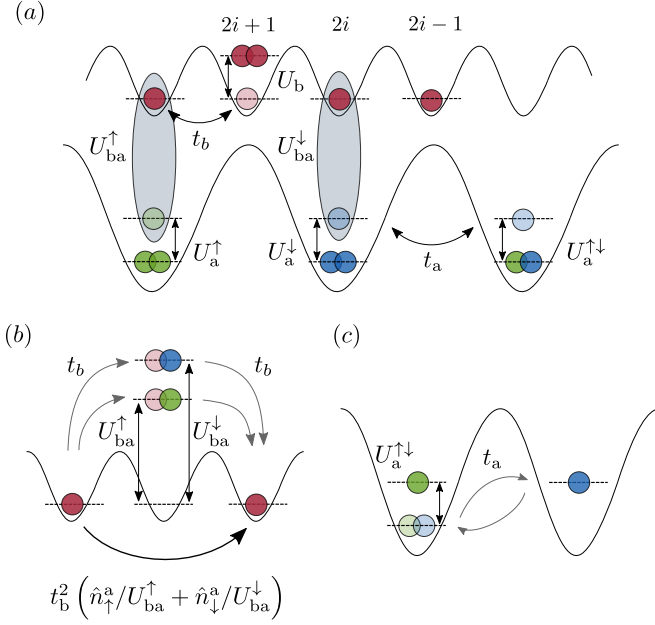 (a)
2i + 1 2i 2i − 1
U_b
t_b
U_ba^↑ U_ba^↓
U_a^↑ U_a^↓ t_a U_a^↑↓
(b)
t_b t_b
U_ba^↑ U_ba^↓
t_b^2 (n̂_↑^a/U_ba^↑ + n̂_↓^a/U_ba^↓)
(c)
U_a^↑↓ t_a